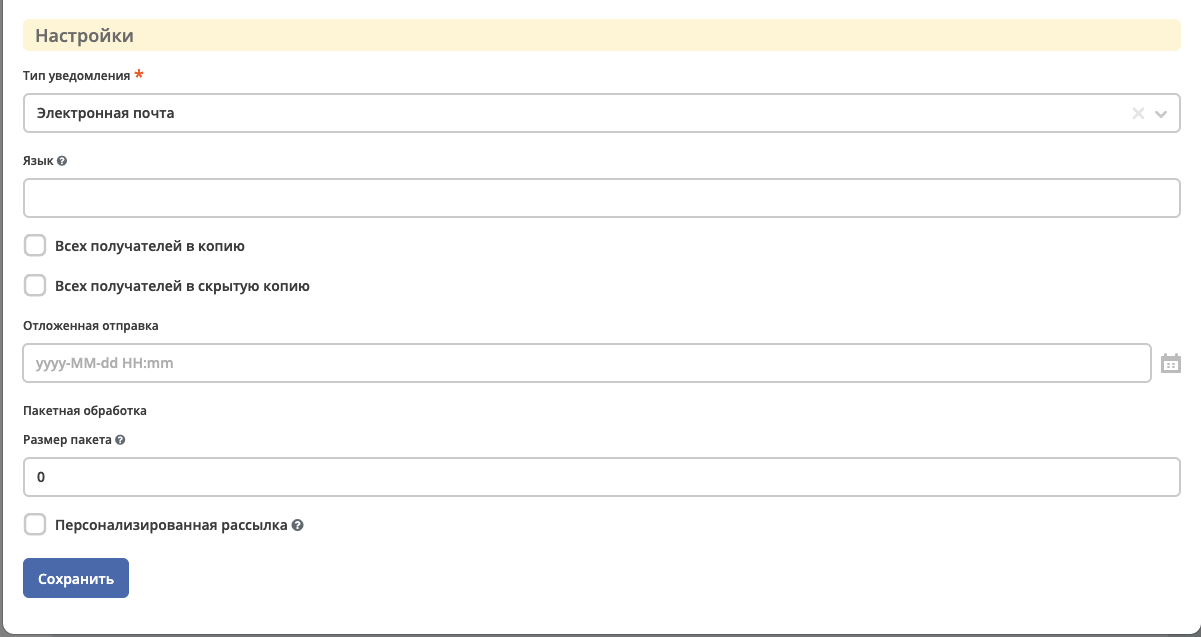 Настройки
Тип уведомления *
Электронная почта
Язык
Всех получателей в копию
Всех получателей в скрытую копию
Отложенная отправка
yyyy-MM-dd HH:mm
Пакетная обработка
Размер пакета
0
Персонализированная рассылка
Сохранить